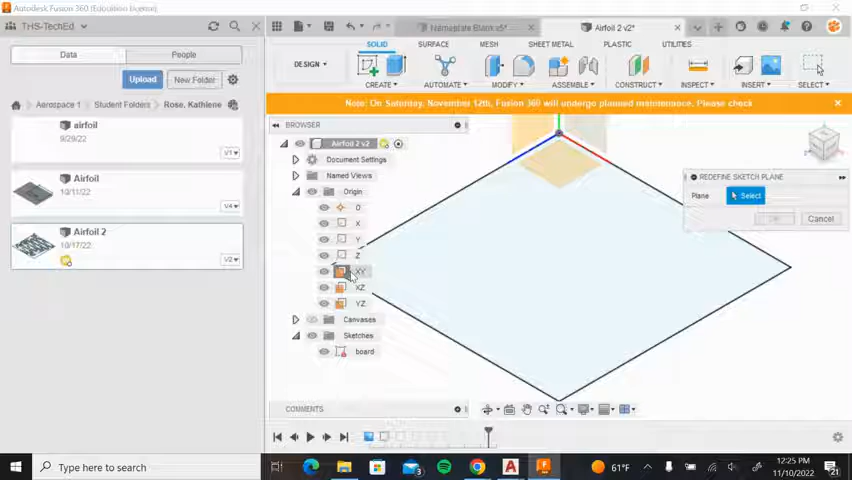 Autodesk Fusion 360 (Education License)
THS-TechEd
Data
People
Upload
New Folder
Aerospace 1
Student Folders
Rose, Kathlene
airfoil
9/29/22
V1
Airfoil
10/11/22
V4
Airfoil 2
10/17/22
V2
Nameplate Blank v5*
Airfoil 2 v2*
SOLID
SURFACE
MESH
SHEET METAL
PLASTIC
UTILITIES
DESIGN
CREATE
AUTOMATE
MODIFY
ASSEMBLE
CONSTRUCT
INSPECT
INSERT
SELECT
Note: On Saturday, November 12th, Fusion 360 will undergo planned maintenance. Please check
BROWSER
Airfoil 2 v2
Document Settings
Named Views
Origin
O
X
Y
Z
XY
XZ
YZ
Canvases
Sketches
board
REDEFINE SKETCH PLANE
Plane
Select
OK
Cancel
COMMENTS
Type here to search
3
61°F
12:25 PM
11/10/2022
21